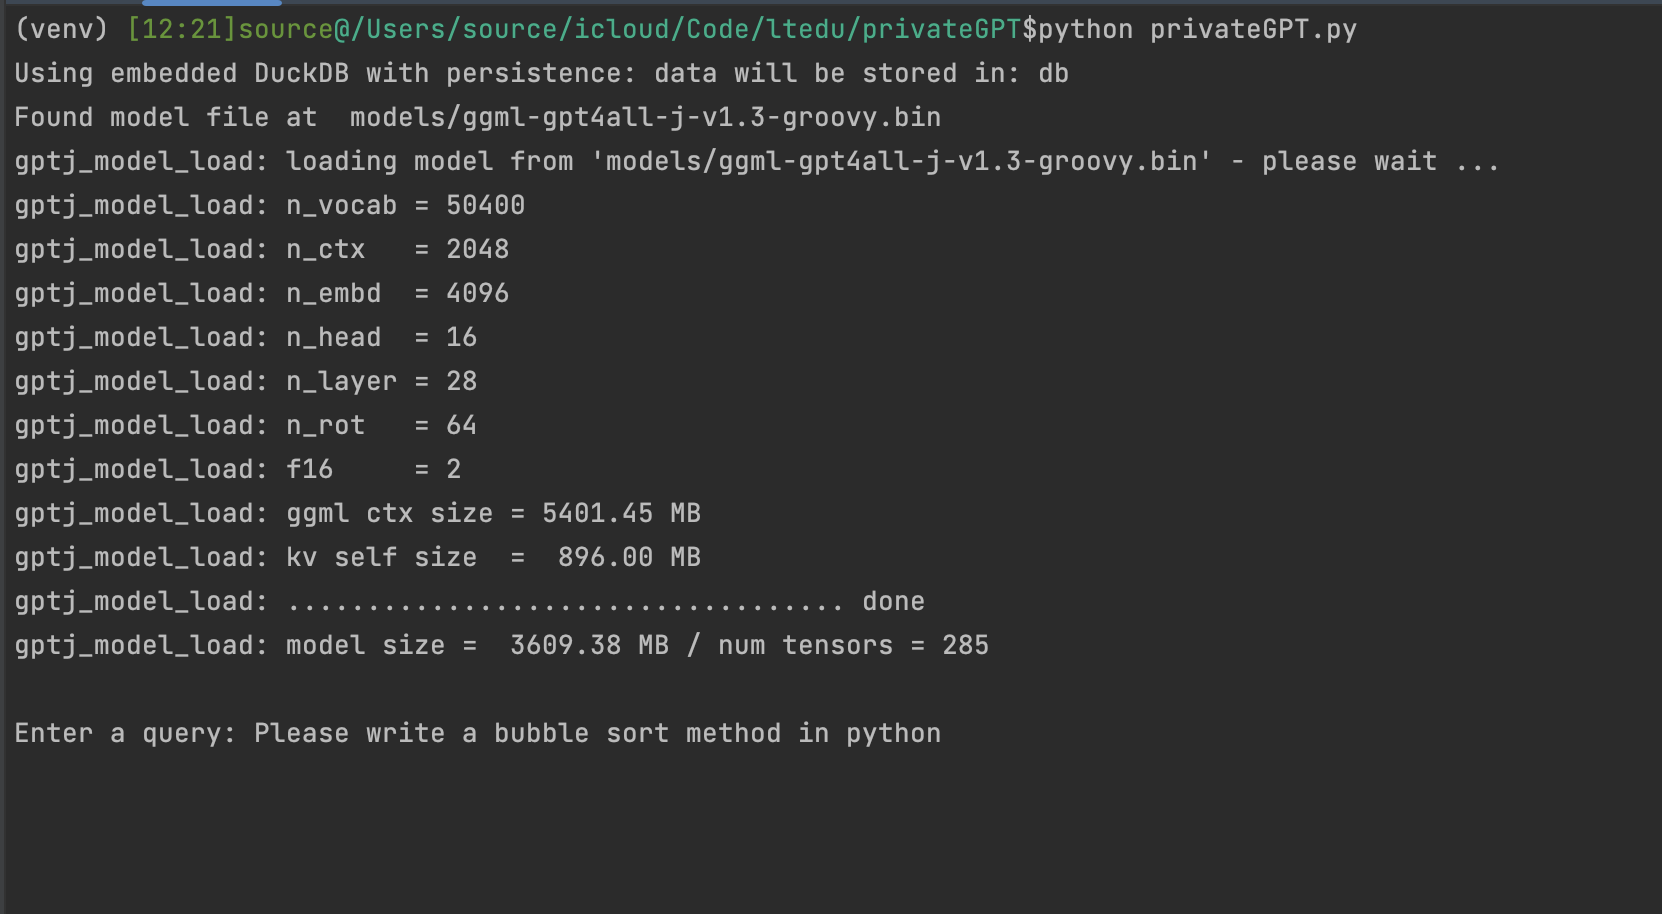 (venv) [12:21]source@/Users/source/icloud/Code/ltedu/privateGPT$python privateGPT.py
Using embedded DuckDB with persistence: data will be stored in: db
Found model file at  models/ggml-gpt4all-j-v1.3-groovy.bin
gptj_model_load: loading model from 'models/ggml-gpt4all-j-v1.3-groovy.bin' - please wait ...
gptj_model_load: n_vocab = 50400
gptj_model_load: n_ctx   = 2048
gptj_model_load: n_embd  = 4096
gptj_model_load: n_head  = 16
gptj_model_load: n_layer = 28
gptj_model_load: n_rot   = 64
gptj_model_load: f16     = 2
gptj_model_load: ggml ctx size = 5401.45 MB
gptj_model_load: kv self size  =  896.00 MB
gptj_model_load: ................................... done
gptj_model_load: model size =  3609.38 MB / num tensors = 285

Enter a query: Please write a bubble sort method in python